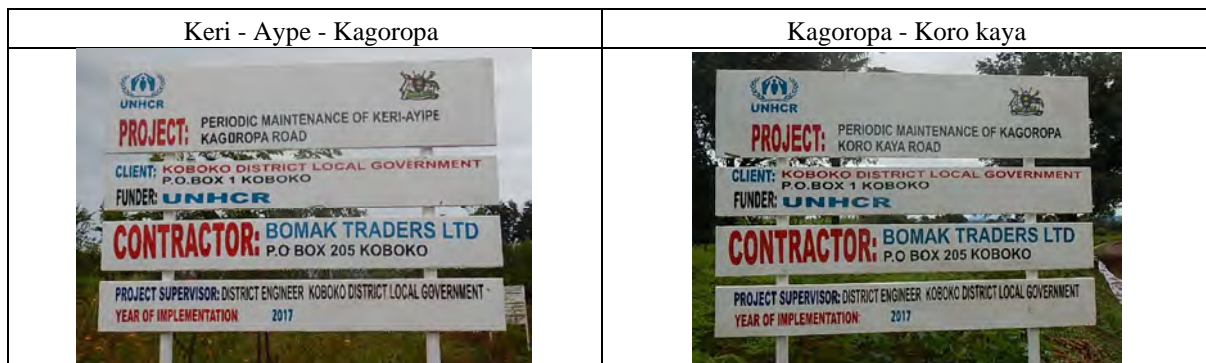 Keri - Aype - Kagoropa
UNHCR
PROJECT: PERIODIC MAINTENANCE OF KERI-AYIPE
KAGOROPA ROAD
CLIENT: KOBOKO DISTRICT LOCAL GOVERNMENT
P.O.BOX 1 KOBOKO
FUNDER: UNHCR
CONTRACTOR: BOMAK TRADERS LTD
P.O BOX 205 KOBOKO
PROJECT SUPERVISOR: DISTRICT ENGINEER KOBOKO DISTRICT LOCAL GOVERNMENT
YEAR OF IMPLEMENTATION 2017
Kagoropa - Koro kaya
UNHCR
PROJECT: PERIODIC MAINTENANCE OF KAGOROPA
KORO KAYA ROAD
CLIENT: KOBOKO DISTRICT LOCAL GOVERNMENT
P.O.BOX 1 KOBOKO
FUNDER: UNHCR
CONTRACTOR: BOMAK TRADERS LTD
P.O BOX 205 KOBOKO
PROJECT SUPERVISOR: DISTRICT ENGINEER KOBOKO DISTRICT LOCAL GOVERNMENT
YEAR OF IMPLEMENTATION: 2017